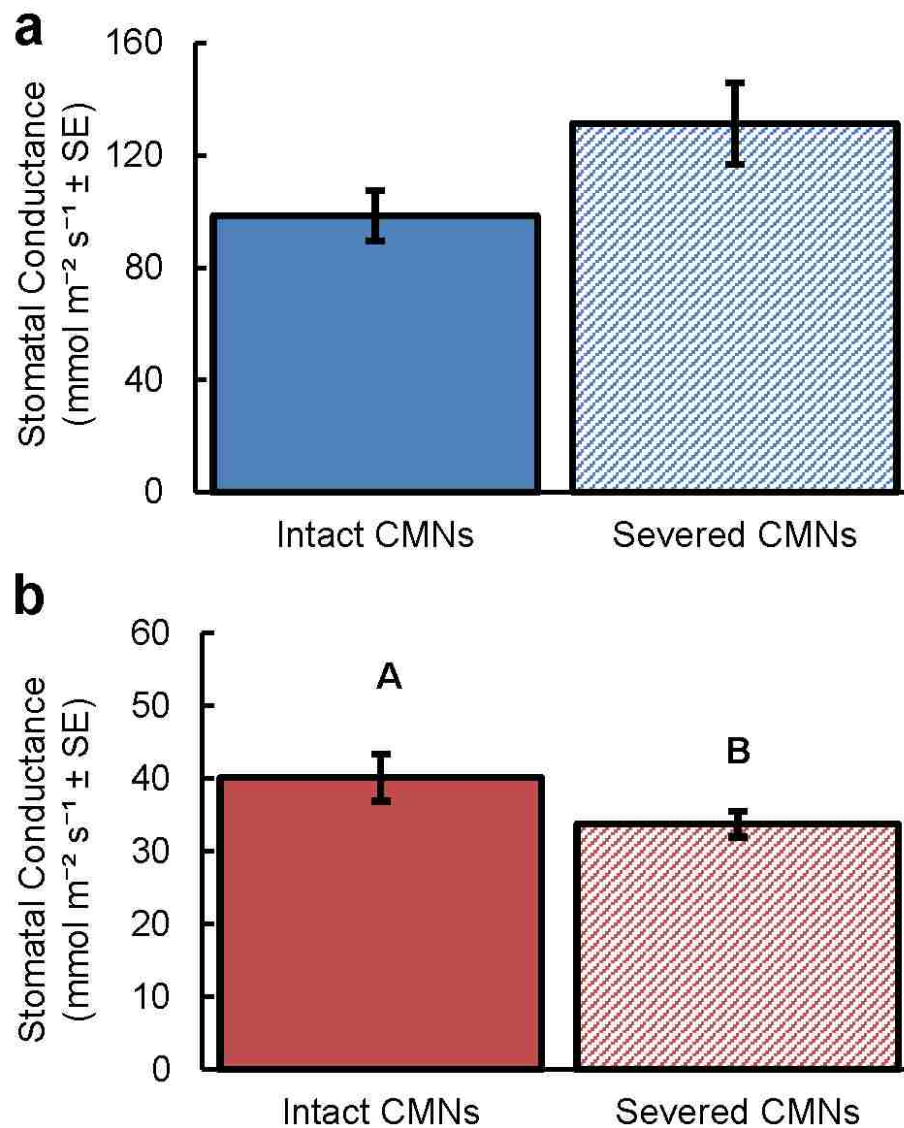 a
Stomatal Conductance
(mmol m⁻² s⁻¹ ± SE)
160
120
80
40
0
Intact CMNs
Severed CMNs
b
Stomatal Conductance
(mmol m⁻² s⁻¹ ± SE)
60
50
40
30
20
10
0
A
B
Intact CMNs
Severed CMNs